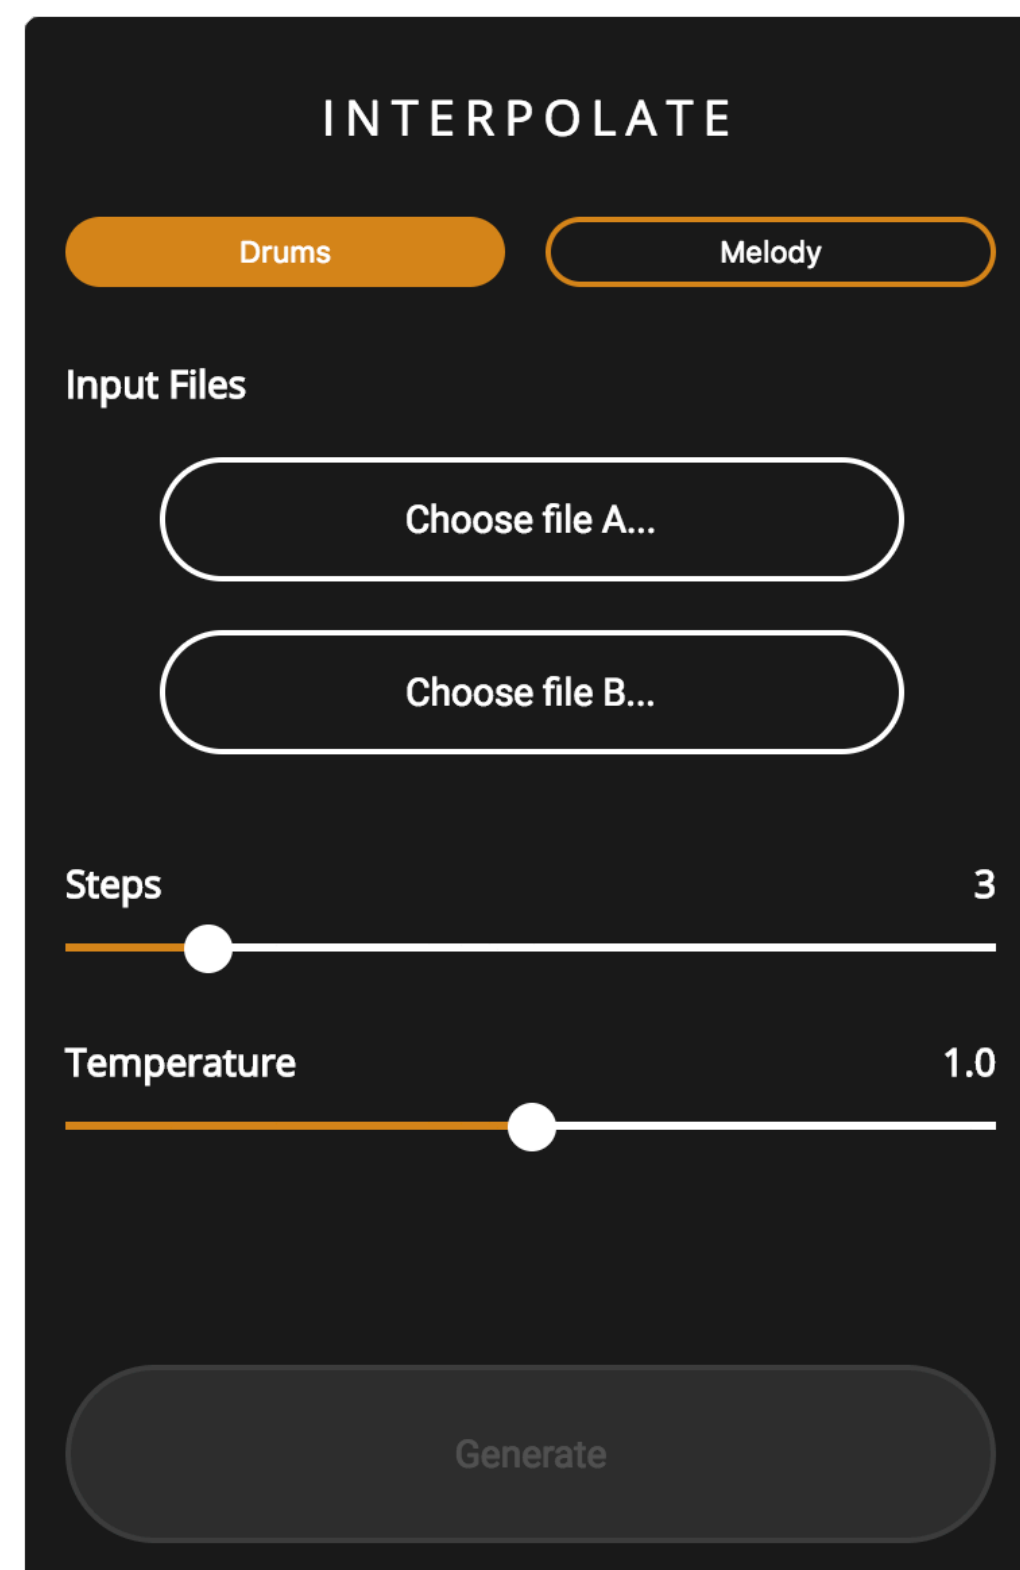 INTERPOLATE
Drums Melody
Input Files
Choose file A...
Choose file B...
Steps 3
Temperature 1.0
Generate